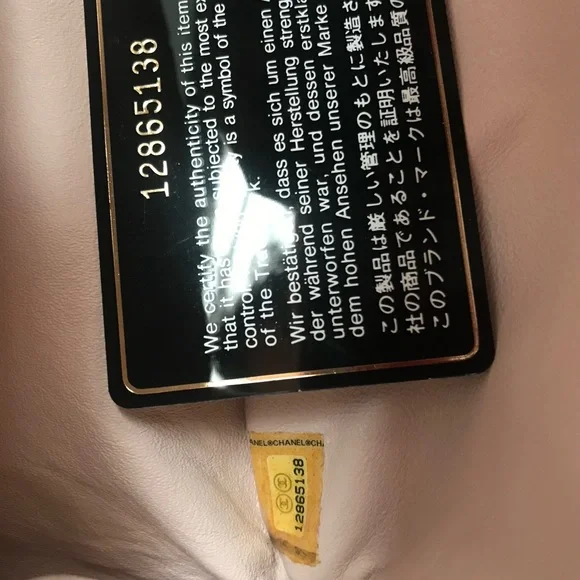 12865138
We certify the authenticity of this item
that it has subjected to the most
control is a symbol of the
of the
Wir bestätigen, dass es sich um einen
der während seiner Herstellung
unterworfen war, und dessen
dem hohen Ansehen unserer Marke
この製品は厳しい管理のもとに製造さ
社の商品であることを証明いたします
このブランド・マークは最高級品質の
ANEL®CHANEL®CH
12865138